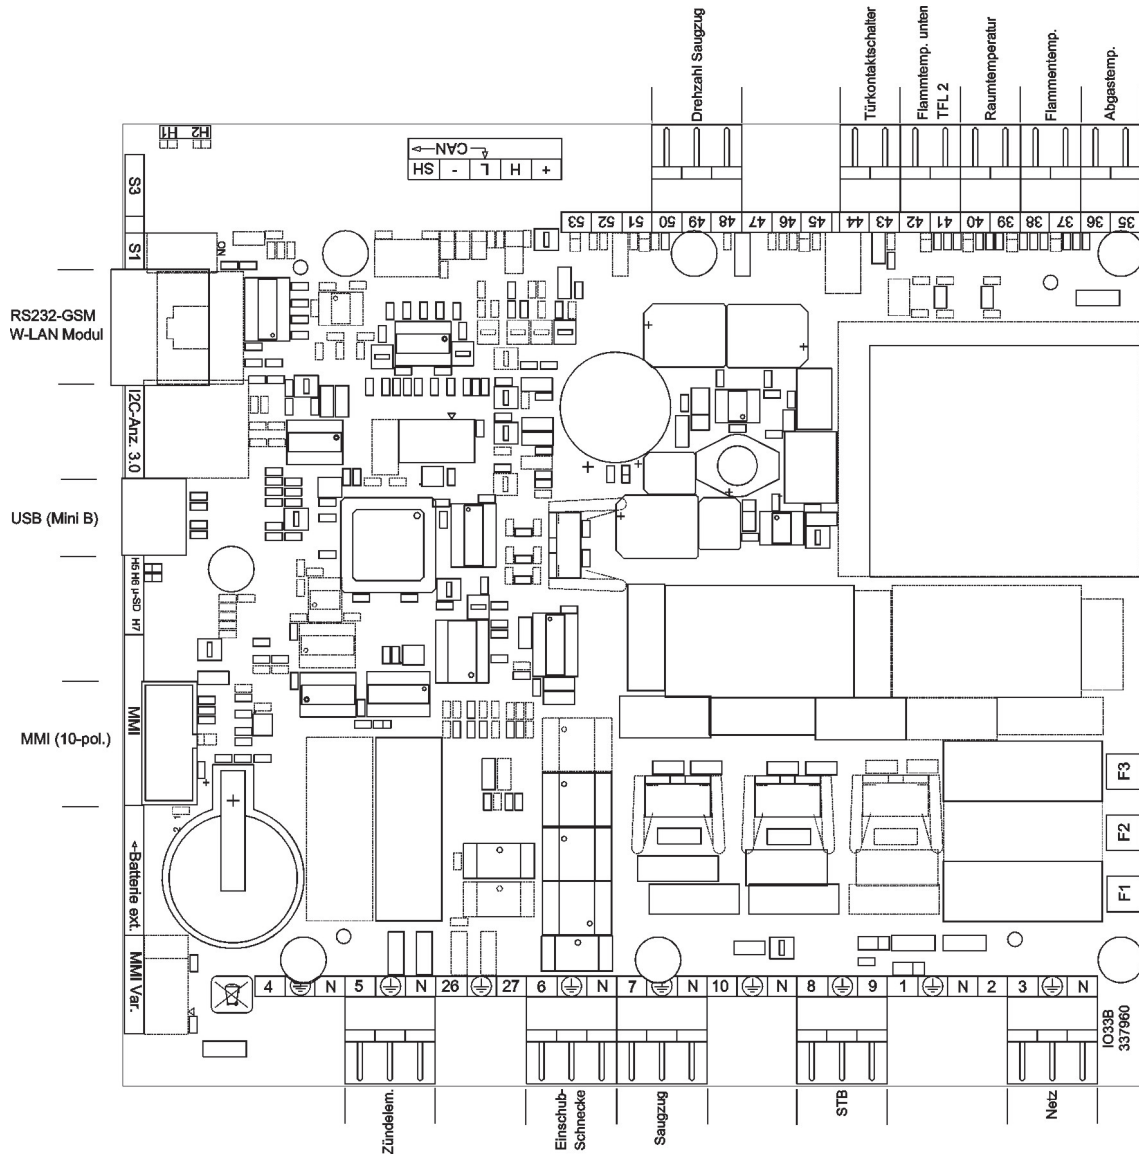 Drehzahl Saugzug
Türkontaktschalter
Flammtemp. unten
TFL 2
Raumtemperatur
Flammentemp.
Abgastemp.
H1 H2
CAN
SH - L H +
S3
S1
ON
53 52 51 50 49 48 47 46 45 44 43 42 41 40 39 38 37 36 35
RS232-GSM
W-LAN Modul
I2C-Anz. 3.0
USB (Mini B)
H5 H6 µ-SD H7
MMI (10-pol.)
MMI
F3
F2
F1
2 1
<-Batterie ext.
MMI Var.
4 N 5 N 26 27 6 N 7 N 10 N 8 9 1 N 2 3 N
IO33B
337960
Zündelem.
Einschub-
Schnecke
Saugzug
STB
Netz